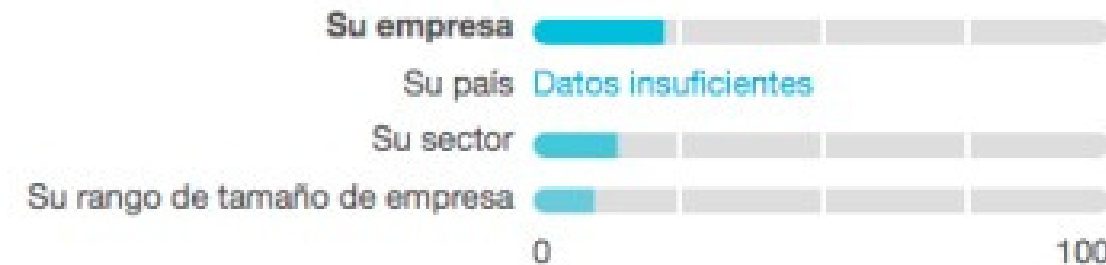 Su empresa
Su país Datos insuficientes
Su sector
Su rango de tamaño de empresa
0 100